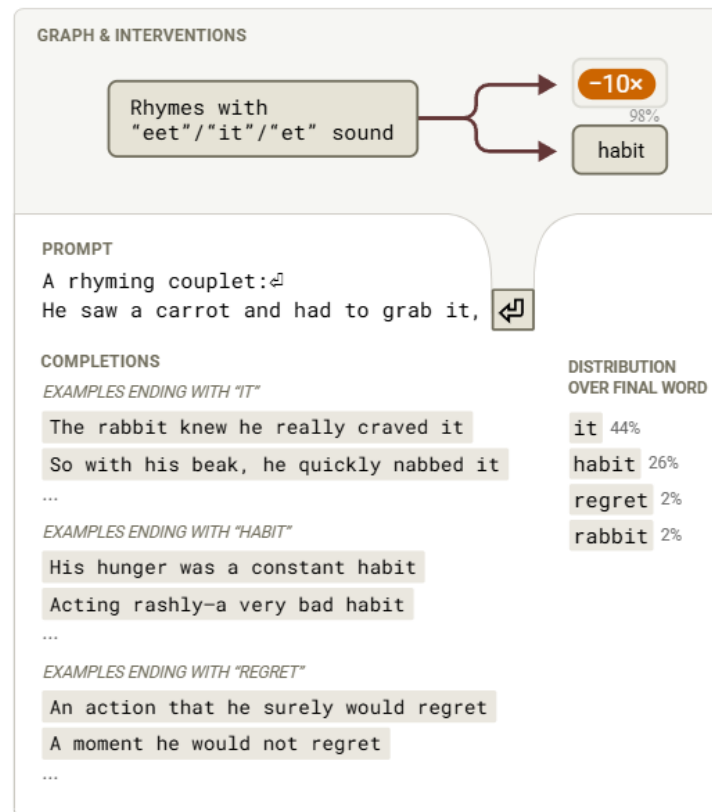 GRAPH & INTERVENTIONS
Rhymes with
“eet”/“it”/“et” sound
−10×
98%
habit
PROMPT
A rhyming couplet:⏎
He saw a carrot and had to grab it, ⏎
COMPLETIONS
EXAMPLES ENDING WITH “IT”
The rabbit knew he really craved it
So with his beak, he quickly nabbed it
...
EXAMPLES ENDING WITH “HABIT”
His hunger was a constant habit
Acting rashly—a very bad habit
...
EXAMPLES ENDING WITH “REGRET”
An action that he surely would regret
A moment he would not regret
...
DISTRIBUTION
OVER FINAL WORD
it 44%
habit 26%
regret 2%
rabbit 2%